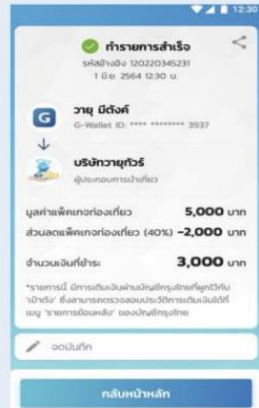 12:30
ทำรายการสำเร็จ
รหัสอ้างอิง 120220345231
1 มิ.ย. 2564 12:30 น.
G
วายุ มีตังค์
G-Wallet ID: **** ******** 3937
บริษัทวายุทัวร์
ผู้ประกอบการนำเที่ยว
มูลค่าแพ็คเกจท่องเที่ยว 5,000 บาท
ส่วนลดแพ็คเกจท่องเที่ยว (40%) -2,000 บาท
จำนวนเงินที่ชำระ 3,000 บาท
*รายการนี้ มีการเติมเงินผ่านบัญชีกรุงไทยที่ผูกไว้กับ
'เป๋าตัง' ซึ่งสามารถตรวจสอบประวัติการเติมเงินได้ที่
เมนู 'รายการย้อนหลัง' ของบัญชีกรุงไทย
จดบันทึก
กลับหน้าหลัก